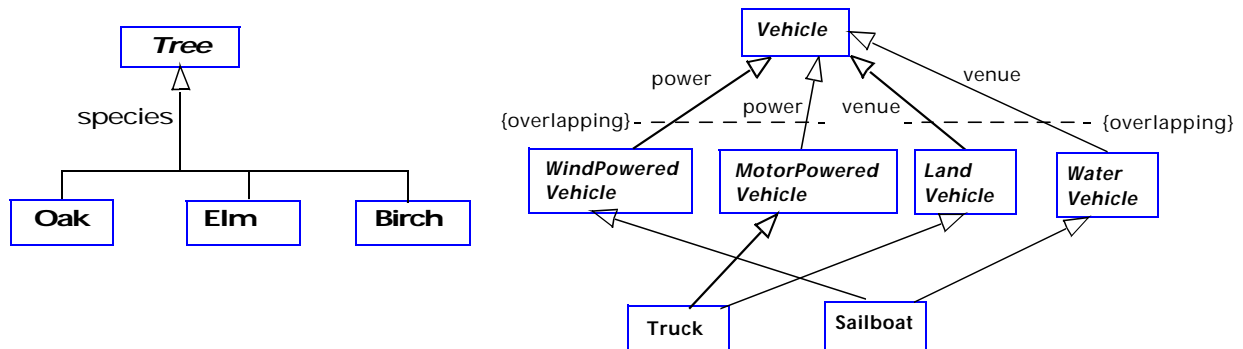 Tree
species
Oak
Elm
Birch
Vehicle
power
venue
power
venue
{overlapping}
{overlapping}
WindPowered
Vehicle
MotorPowered
Vehicle
Land
Vehicle
Water
Vehicle
Truck
Sailboat